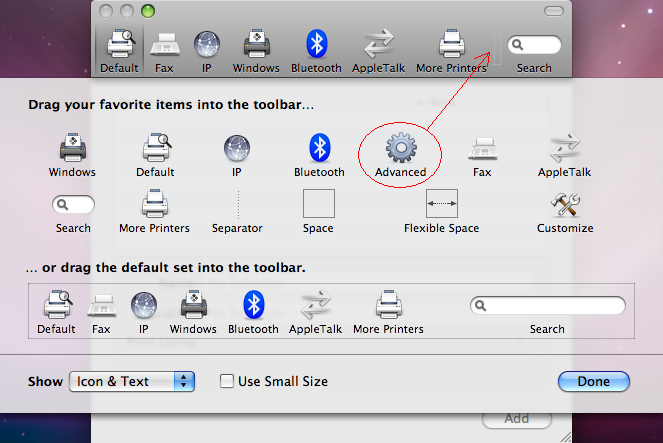 Default Fax IP Windows Bluetooth AppleTalk More Printers Search
Drag your favorite items into the toolbar...
Windows Default IP Bluetooth Advanced Fax AppleTalk
Search More Printers Separator Space Flexible Space Customize
... or drag the default set into the toolbar.
Default Fax IP Windows Bluetooth AppleTalk More Printers Search
Print Using:
Show Icon & Text Use Small Size Done
Add